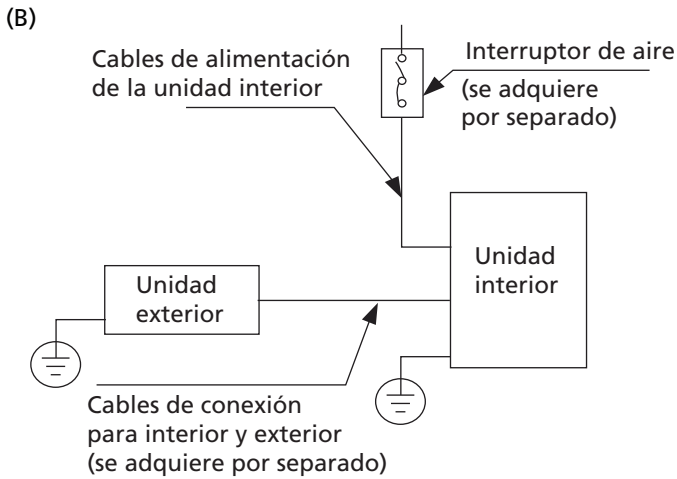 (B)
Cables de alimentación
de la unidad interior
Interruptor de aire
(se adquiere
por separado)
Unidad
interior
Unidad
exterior
Cables de conexión
para interior y exterior
(se adquiere por separado)